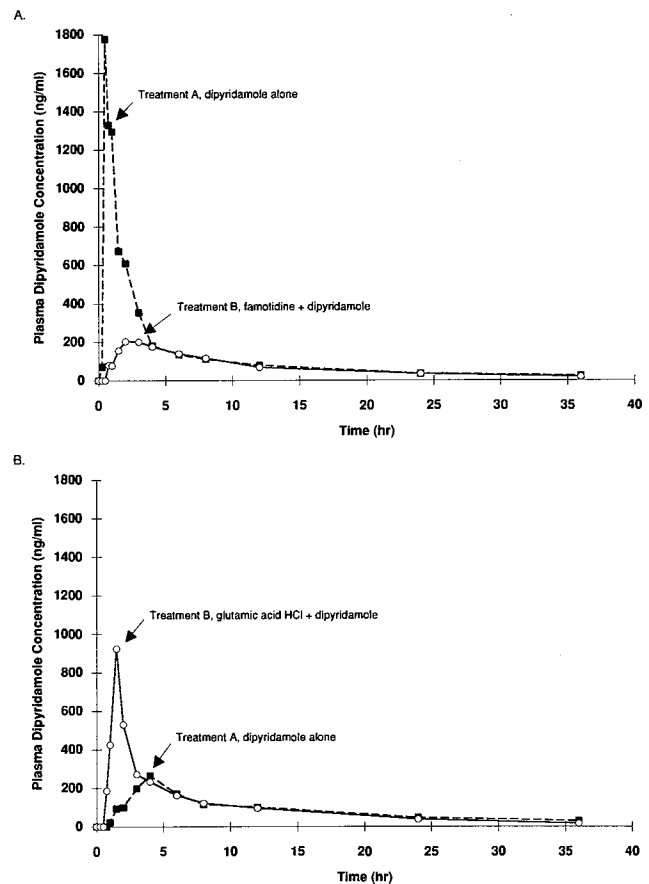 A.
1800
1600
1400
1200
1000
800
600
400
200
0
Plasma Dipyridamole Concentration (ng/ml)
Treatment A, dipyridamole alone
Treatment B, famotidine + dipyridamole
0 5 10 15 20 25 30 35 40
Time (hr)
B.
1800
1600
1400
1200
1000
800
600
400
200
0
Plasma Dipyridamole Concentration (ng/ml)
Treatment B, glutamic acid HCl + dipyridamole
Treatment A, dipyridamole alone
0 5 10 15 20 25 30 35 40
Time (hr)